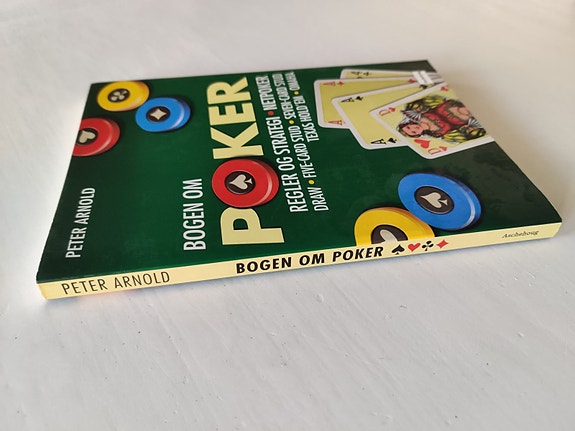 PETER ARNOLD
BOGEN OM
POKER
REGLER OG STRATEGI • NETPOKER
DRAW • FIVE-CARD STUD • SEVEN-CARD STUD
TEXAS HOLD'EM • OMAHA
A
A
A
A
D
D
PETER ARNOLD BOGEN OM POKER ♠♥♣♦ Aschehoug